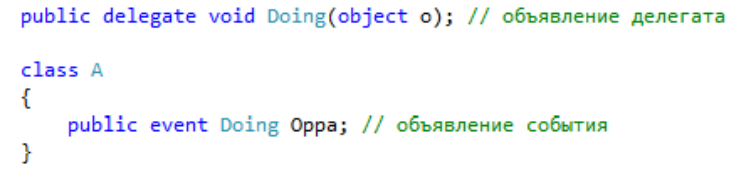 public delegate void Doing(object o); // объявление делегата
class A
{
public event Doing Oppa; // объявление события
}